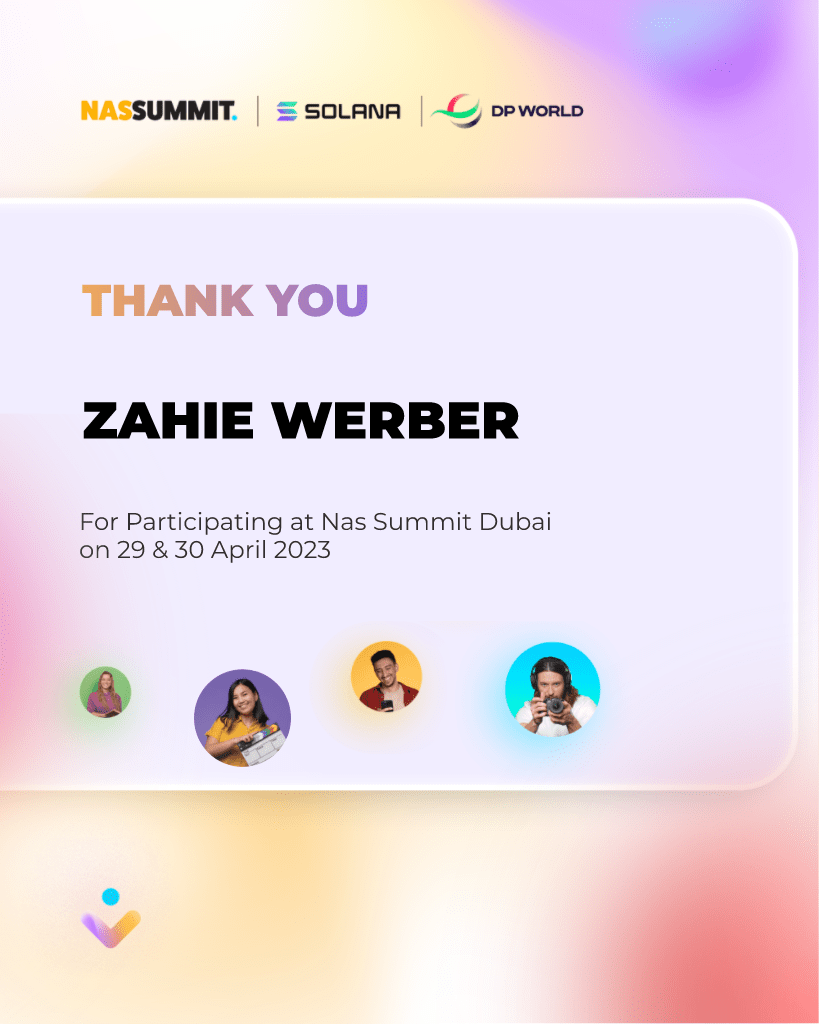 NASSUMMIT.
SOLANA
DP WORLD
THANK YOU
ZAHIE WERBER
For Participating at Nas Summit Dubai
on 29 & 30 April 2023